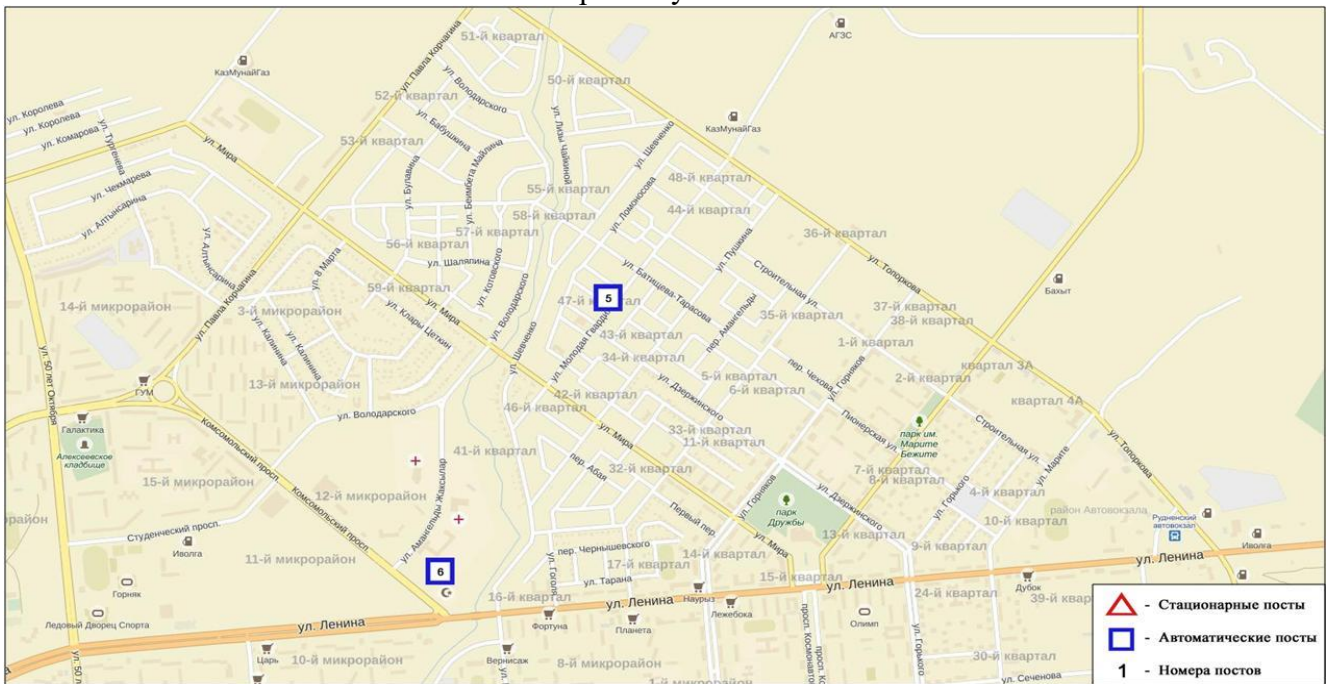 51-й квартал
АГЗС
КазМунайГаз
ул. Павла Корчагина
52-й квартал
ул. Володарского
50-й квартал
ул. Королева
ул. Королева
ул. Комарова
ул. Тургенева
ул. Мира
53-й квартал
ул. Бабушкина
ул. Лизы Чайкиной
ул. Шевченко
КазМунайГаз
ул. Чекмарева
ул. Булавина
ул. Беимбета Майлина
55-й квартал
48-й квартал
ул. Ломоносова
ул. Алтынсарина
44-й квартал
58-й квартал
57-й квартал
56-й квартал
36-й квартал
ул. Пушкина
ул. Алтынсарина
ул. 8 Марта
ул. Шаляпина
ул. Котовского
ул. Батищева-Тарасова
Строительная ул.
ул. Топоркова
Бахыт
59-й квартал
ул. Володарского
47-й квартал
5
14-й микрорайон
3-й микрорайон
ул. Павла Корчагина
ул. Клары Цеткин
ул. Мира
37-й квартал
38-й квартал
35-й квартал
пер. Амангельды
43-й квартал
1-й квартал
ул. Калинина
ул. Калинина
ул. Шевченко
ул. Молодая Гвардия
34-й квартал
ул. 50 лет Октября
квартал 3А
5-й квартал
6-й квартал
пер. Чехова
ул. Горняков
2-й квартал
ГУМ
13-й микрорайон
42-й квартал
46-й квартал
ул. Дзержинского
квартал 4А
ул. Володарского
Галактика
Комсомольский просп.
Пионерская ул.
парк им.
Марите
Бежите
Строительная ул.
ул. Топоркова
Алексеевское
кладбище
41-й квартал
ул. Мира
33-й квартал
11-й квартал
ул. Марите
15-й микрорайон
12-й микрорайон
Комсомольский просп.
ул. Амангельды Жаксылар
пер. Абая
32-й квартал
ул. Горняков
ул. Дзержинского
7-й квартал
8-й квартал
ул. Горького
4-й квартал
парк
Дружбы
Первый пер.
10-й квартал
район Автовокзала
Рудненский
автовокзал
Студенческий просп.
Иволга
Иволга
13-й квартал
9-й квартал
11-й микрорайон
6
пер. Чернышевского
ул. Гоголя
17-й квартал
14-й квартал
ул. Мира
ул. Тарана
15-й квартал
ул. Ленина
ул. Ленина
Горняк
16-й квартал
ул. Ленина
Наурыз
Лежебока
24-й квартал
Дубок
Ледовый Дворец Спорта
ул. Ленина
Фортуна
Планета
Олимп
Царь
10-й микрорайон
Вернисаж
8-й микрорайон
ул. Горького
30-й квартал
ул. Сеченова
- Стационарные посты
- Автоматические посты
1 - Номера постов